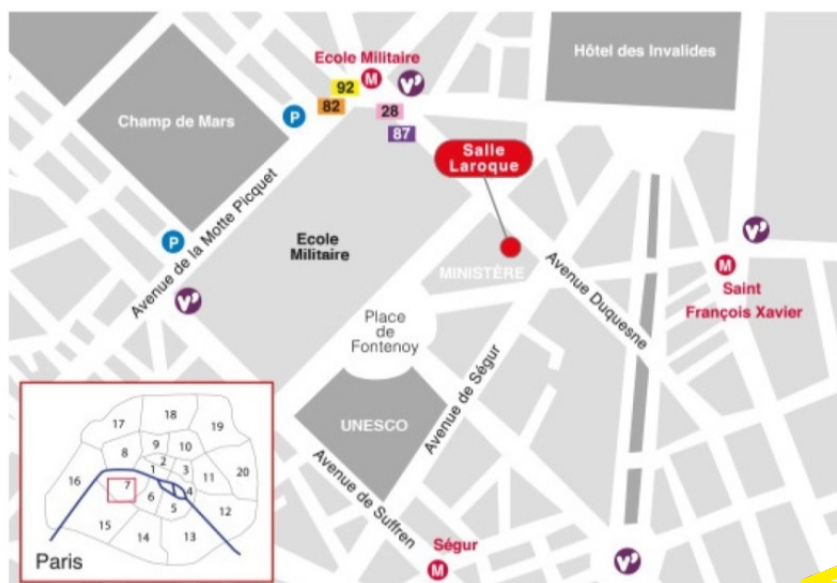 Ecole Militaire
M
V'
92
82
28
87
P
Champ de Mars
Hôtel des Invalides
Salle
Laroque
Avenue de la Motte Picquet
P
Ecole
Militaire
V'
MINISTÈRE
Avenue Duquesne
V'
M
Saint
François Xavier
Place
de
Fontenoy
Avenue de Ségur
UNESCO
Avenue de Suffren
Ségur
M
V'
17
18
19
9
10
8
2
1
3
16
7
11
20
4
6
5
12
15
14
13
Paris